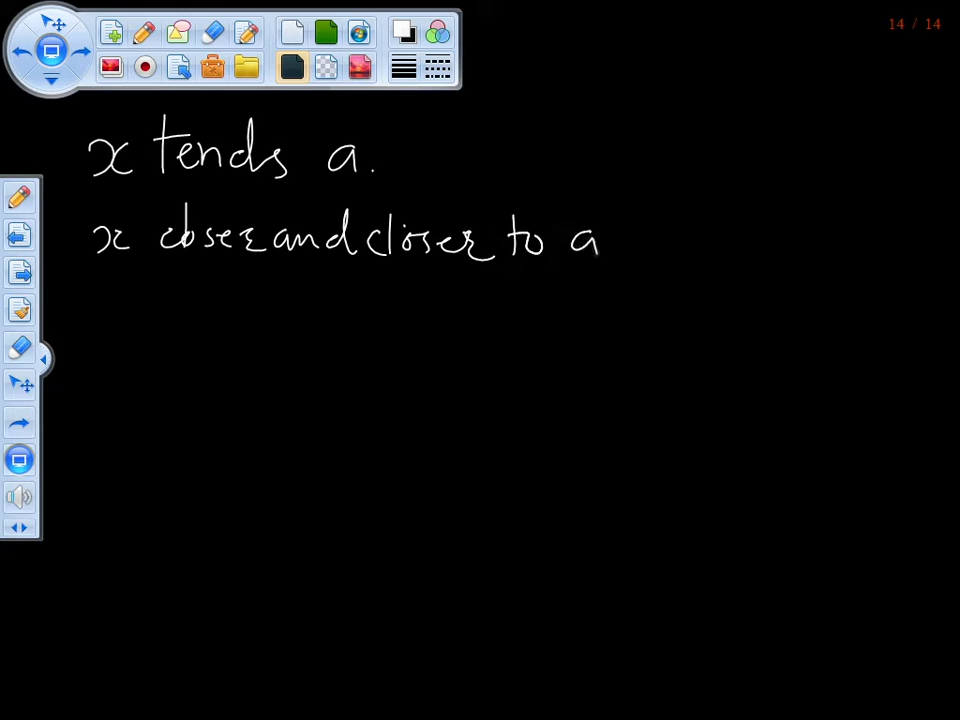 14 / 14
x tends a.
x closer and closer to a